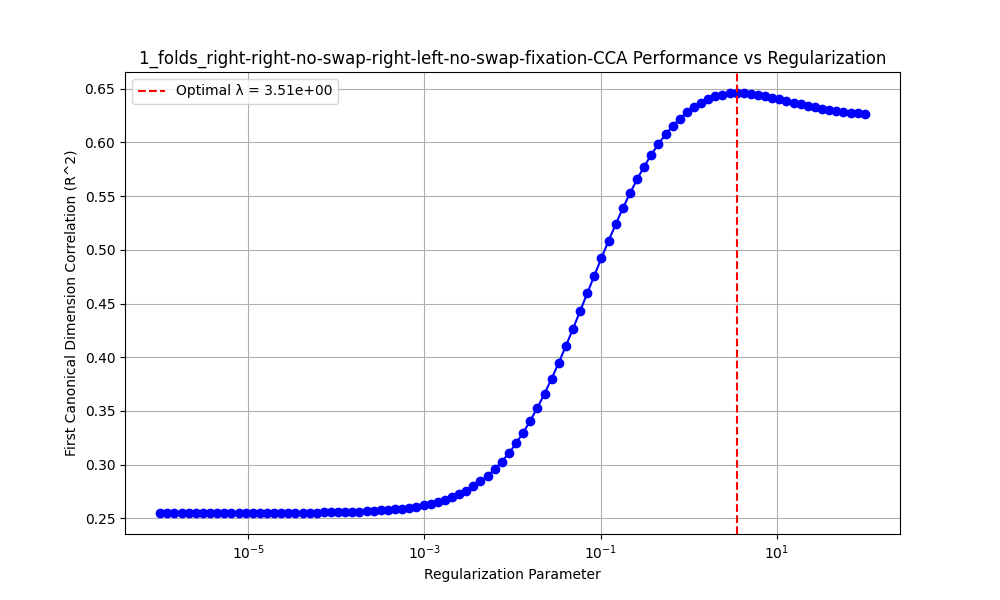 1_folds_right-right-no-swap-right-left-no-swap-fixation-CCA Performance vs Regularization
Optimal λ = 3.51e+00
First Canonical Dimension Correlation (R^2)
0.65
0.60
0.55
0.50
0.45
0.40
0.35
0.30
0.25
10⁻⁵ 10⁻³ 10⁻¹ 10¹
Regularization Parameter